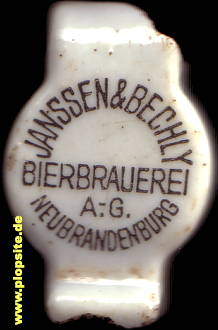 JANSSEN & BECHLY
BIERBRAUEREI
A.-G.
NEUBRANDENBURG
www.plopsite.de